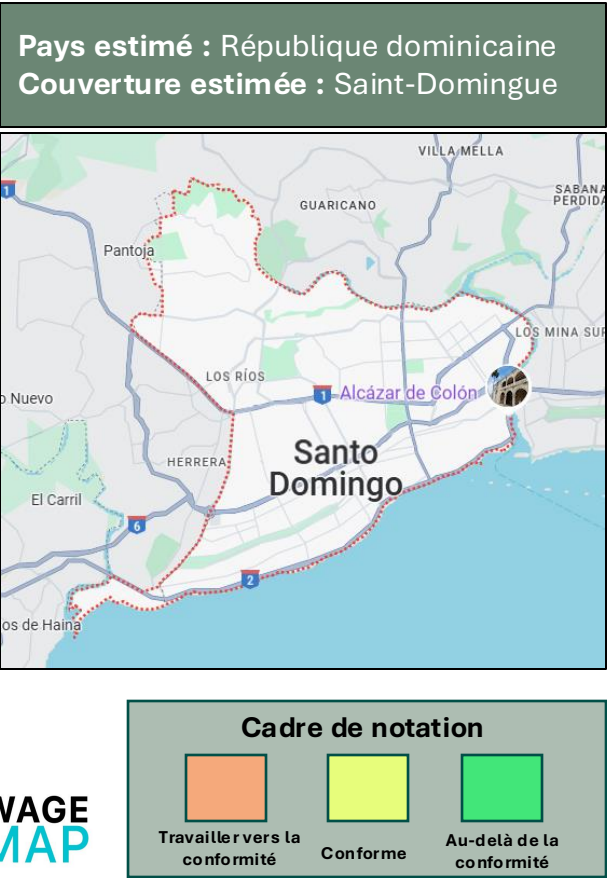 Pays estimé : République dominicaine
Couverture estimée : Saint-Domingue
VILLA MELLA
1
SABANA
PERDIDA
GUARICANO
Pantoja
LOS MINA SUR
LOS RÍOS
1
Alcázar de Colón
o Nuevo
Santo
Domingo
HERRERA
El Carril
6
2
os de Haina
Cadre de notation
WAGE
MAP
Travailler vers la
conformité
Conforme
Au-delà de la
conformité